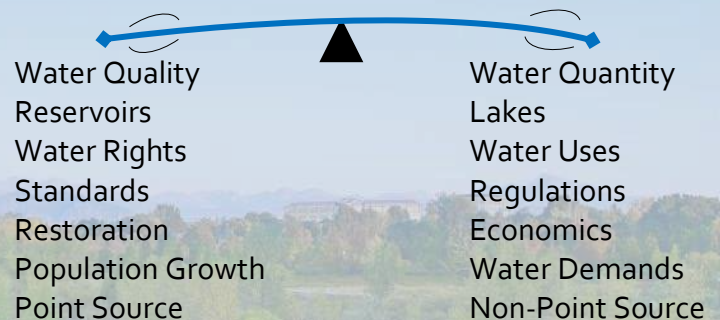 Water Quality
Reservoirs
Water Rights
Standards
Restoration
Population Growth
Point Source
Water Quantity
Lakes
Water Uses
Regulations
Economics
Water Demands
Non-Point Source